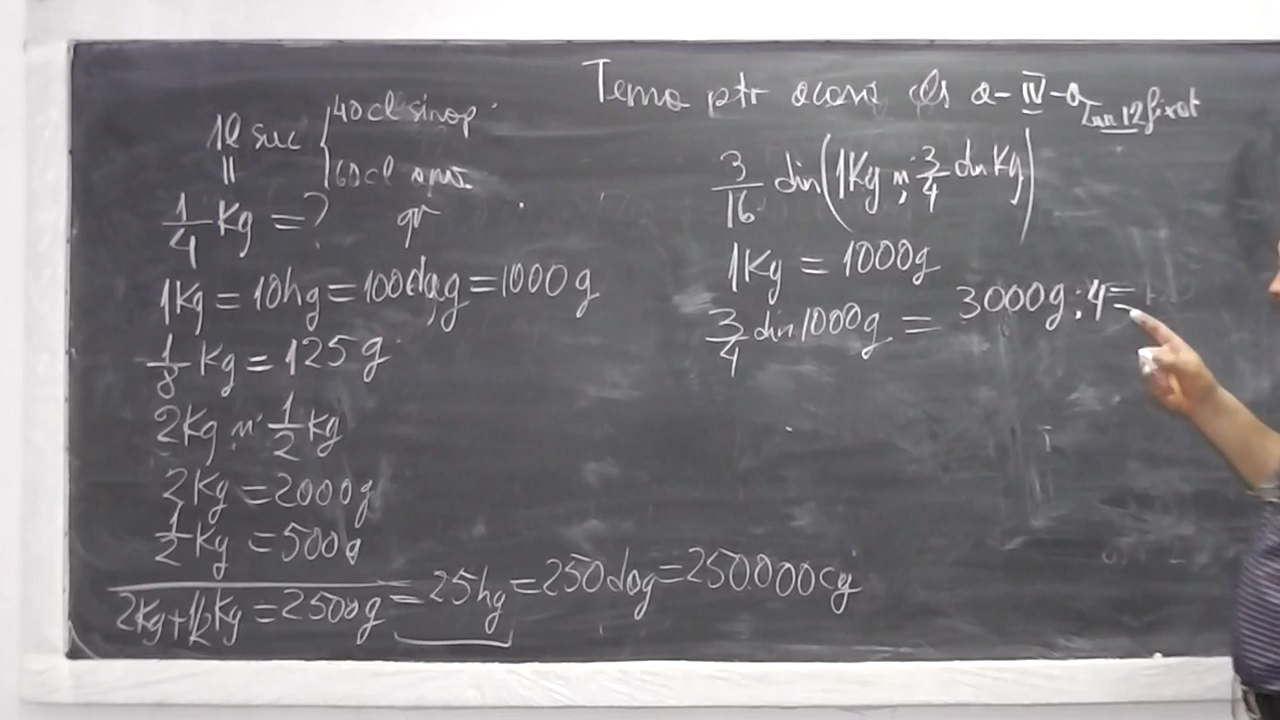 1l suc 40cl sirop
60cl
1/4 Kg = ? gr
1Kg = 10hg = 100dag = 1000g
1/8 Kg = 125g
2Kg și 1/2 kg
2Kg = 2000g
1/2 Kg = 500g
2Kg+1/2Kg = 2500g = 25hg = 250dag = 250000cg
Tema ptr acasă cls a-IV-a
3/16 din (1Kg și 3/4 din Kg)
1Kg = 1000g
3/4 din 1000g = 3000g : 4 =